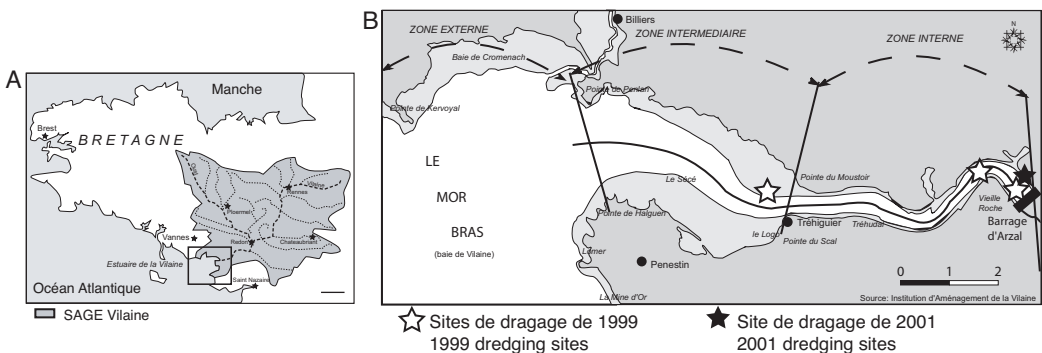 A
Manche
Brest
BRETAGNE
Oust
Vilaine
Rennes
Ploermel
Vannes
Redon
Chateaubriant
Estuaire de la Vilaine
Saint Nazaire
Océan Atlantique
SAGE Vilaine
B
Billiers
N
ZONE EXTERNE
ZONE INTERMEDIAIRE
ZONE INTERNE
Baie de Cromenach
Pointe de Kervoyal
Pointe de Penlan
LE
MOR
BRAS
(baie de Vilaine)
Le Sécé
Pointe du Moustoir
Pointe de Halguen
Vieille
Roche
Barrage
d'Arzal
Tréhiguier
Tréhudal
le Logo
Pointe du Scal
Lomer
Penestin
La Mine d'Or
0 1 2
Source: Institution d'Aménagement de la Vilaine
Sites de dragage de 1999
1999 dredging sites
Site de dragage de 2001
2001 dredging sites